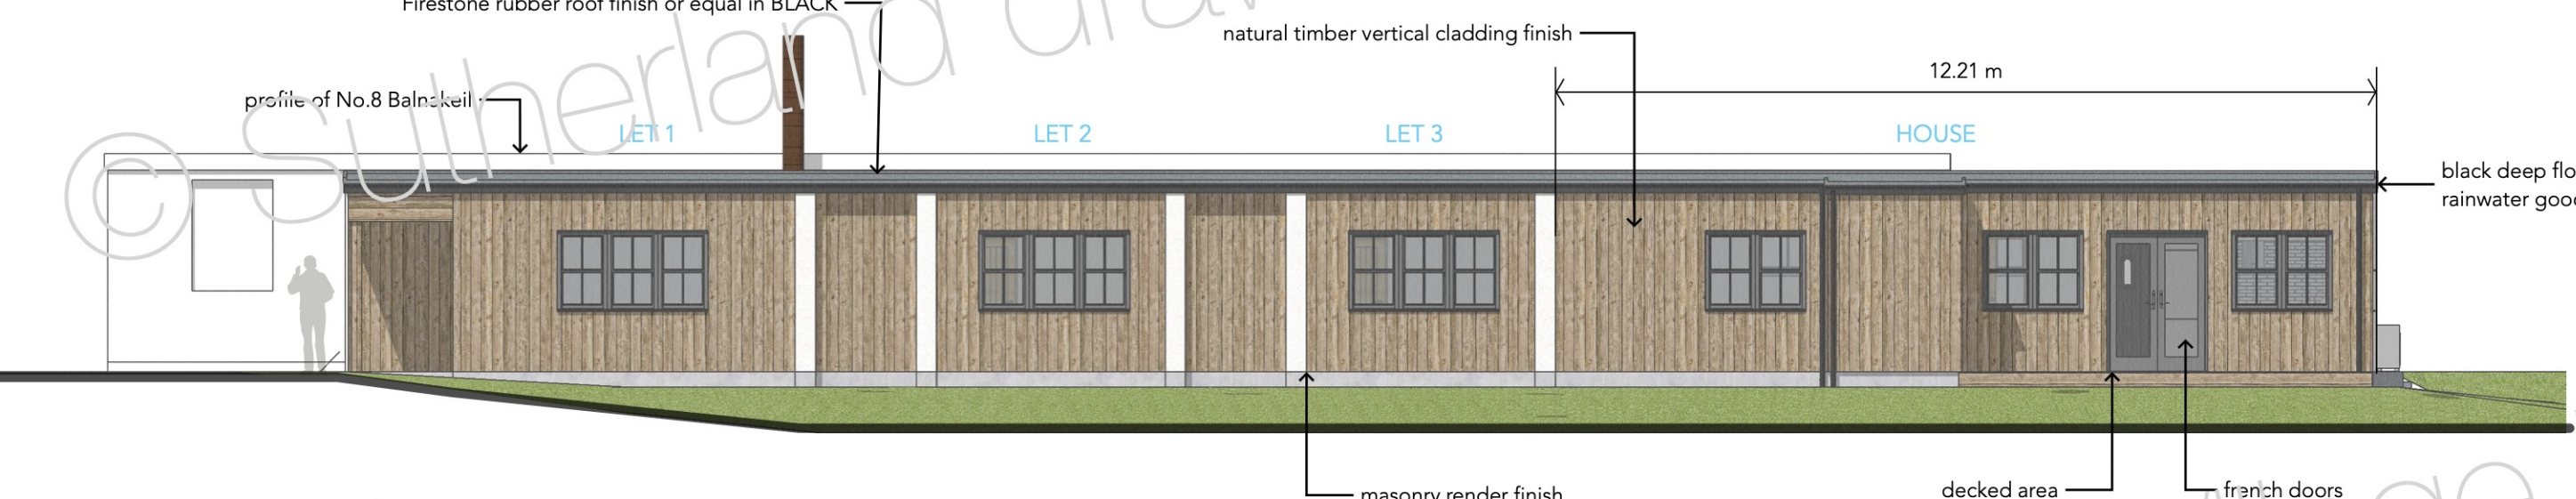 Firestone rubber roof finish or equal in BLACK
natural timber vertical cladding finish
12.21 m
profile of No.8 Balnakeil
LET 1
LET 2
LET 3
HOUSE
black deep flo
rainwater goo
masonry render finish
decked area
french doors
© Sutherland draw